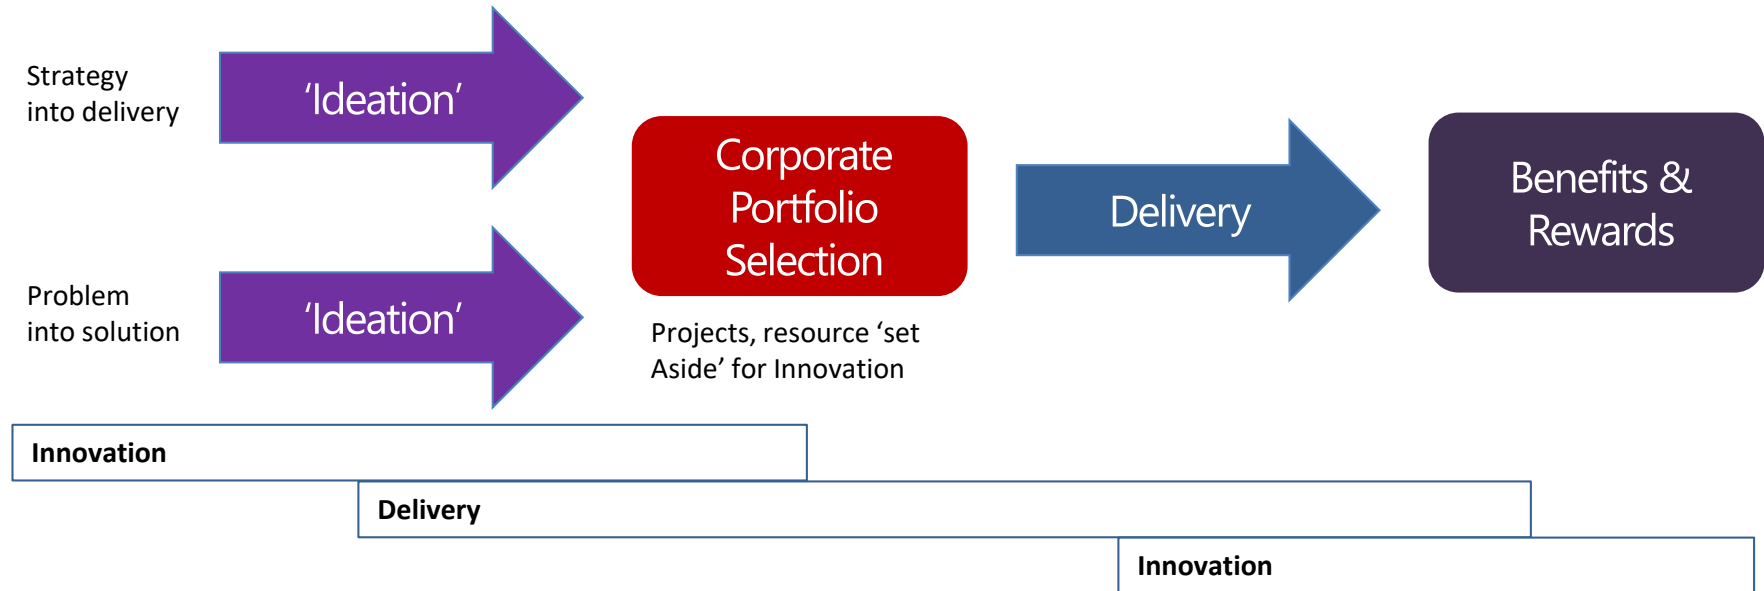 Strategy
into delivery
‘Ideation’
Problem
into solution
‘Ideation’
Corporate
Portfolio
Selection
Projects, resource ‘set
Aside’ for Innovation
Delivery
Benefits &
Rewards
Innovation
Delivery
Innovation